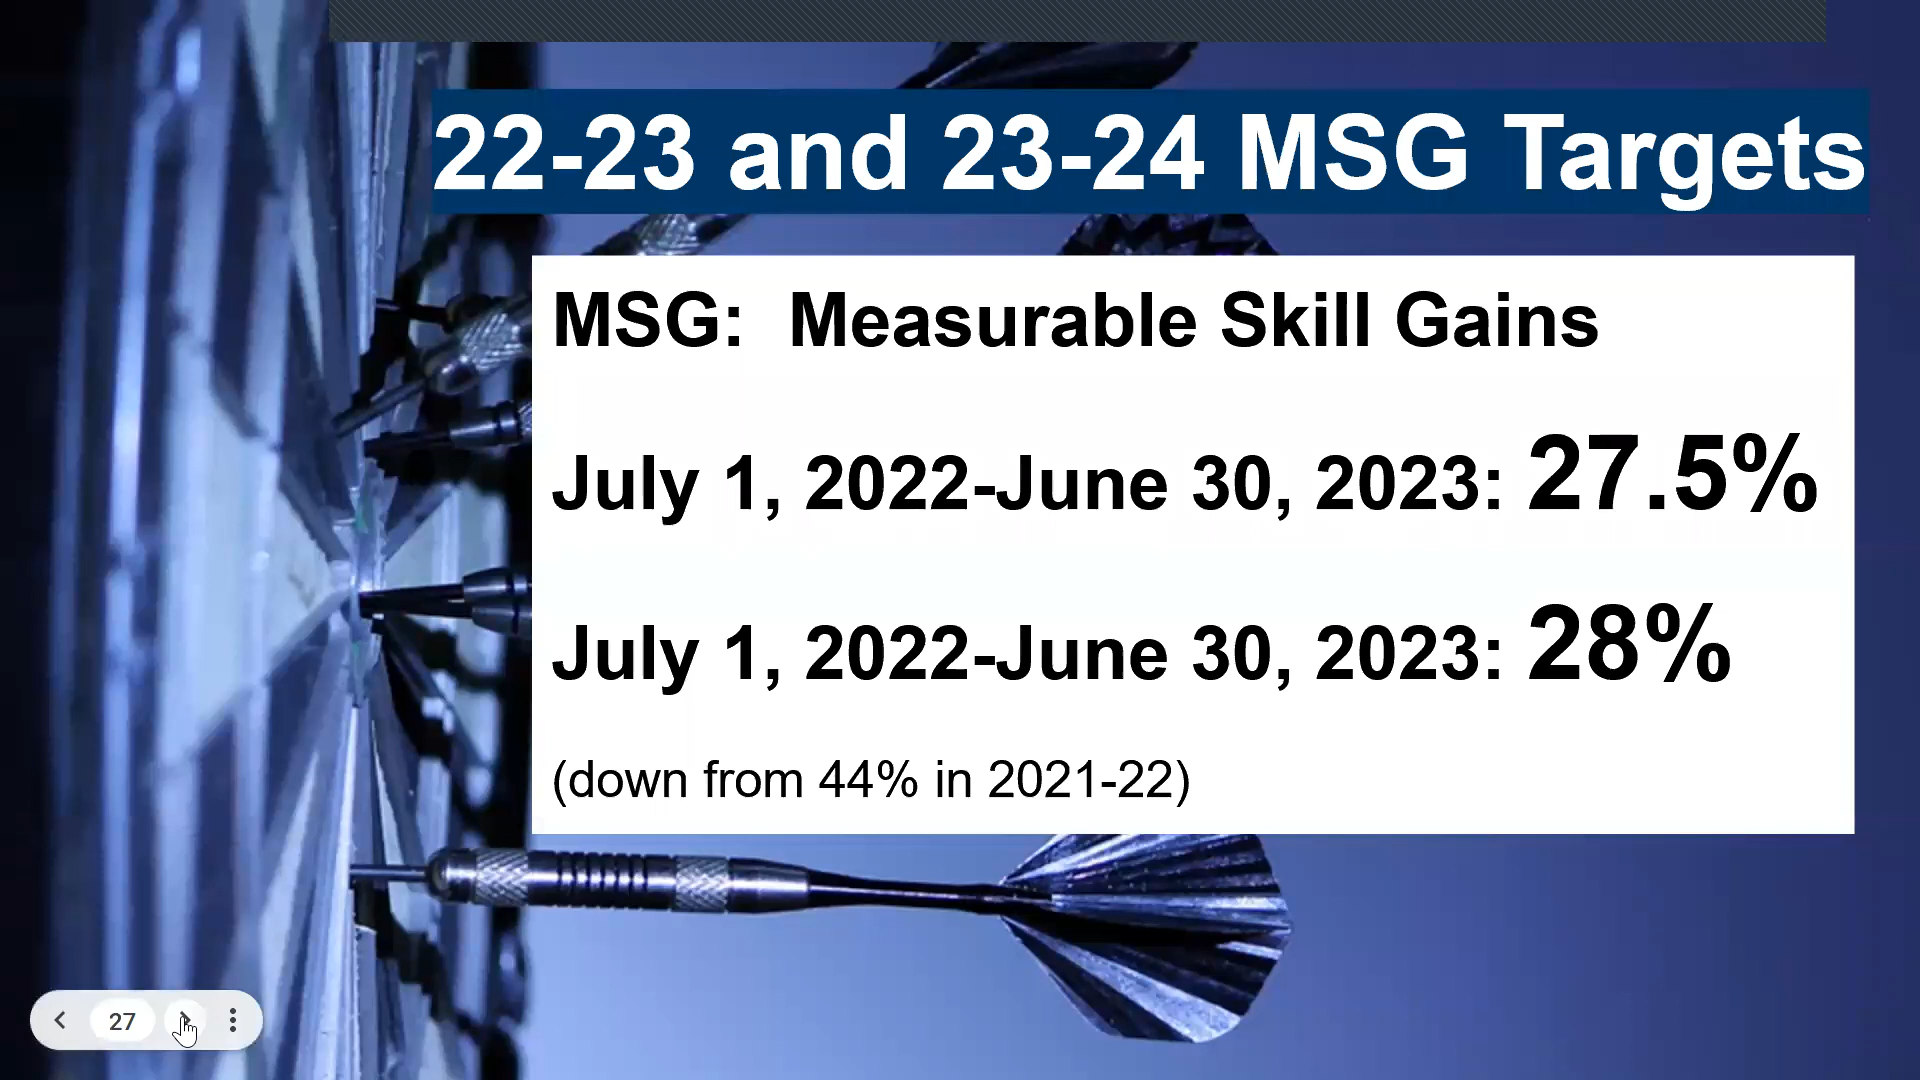 22-23 and 23-24 MSG Targets
MSG: Measurable Skill Gains
July 1, 2022-June 30, 2023: 27.5%
July 1, 2022-June 30, 2023: 28%
(down from 44% in 2021-22)
27